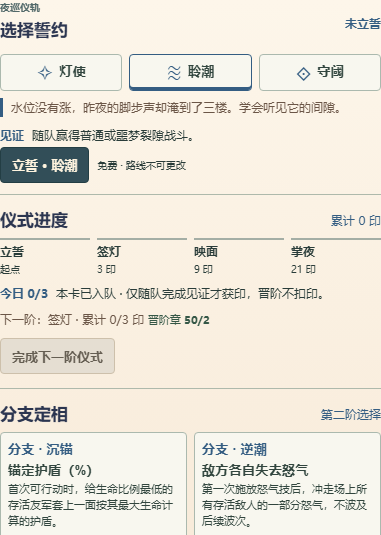 夜巡仪轨
选择誓约
未立誓
灯使
聆潮
守阈
水位没有涨，昨夜的脚步声却淹到了三楼。学会听见它的间隙。
见证 随队赢得普通或噩梦裂隙战斗。
立誓 • 聆潮
免费 · 路线不可更改
仪式进度
累计 0 印
立誓
签灯
映面
掌夜
起点
3 印
9 印
21 印
今日 0/3 本卡已入队 · 仅随队完成见证才获印，晋阶不扣印。
下一阶：签灯 · 累计 0/3 印 晋阶章 50/2
完成下一阶仪式
分支定相
第二阶选择
分支 · 沉锚
锚定护盾（%）
首次可行动时，给生命比例最低的
存活友军套上一面按其最大生命计
算的护盾。
分支 · 逆潮
敌方各自失去怒气
第一次施放怒气技后，冲走场上所
有存活敌人的一部分怒气，不波及
后续波次。